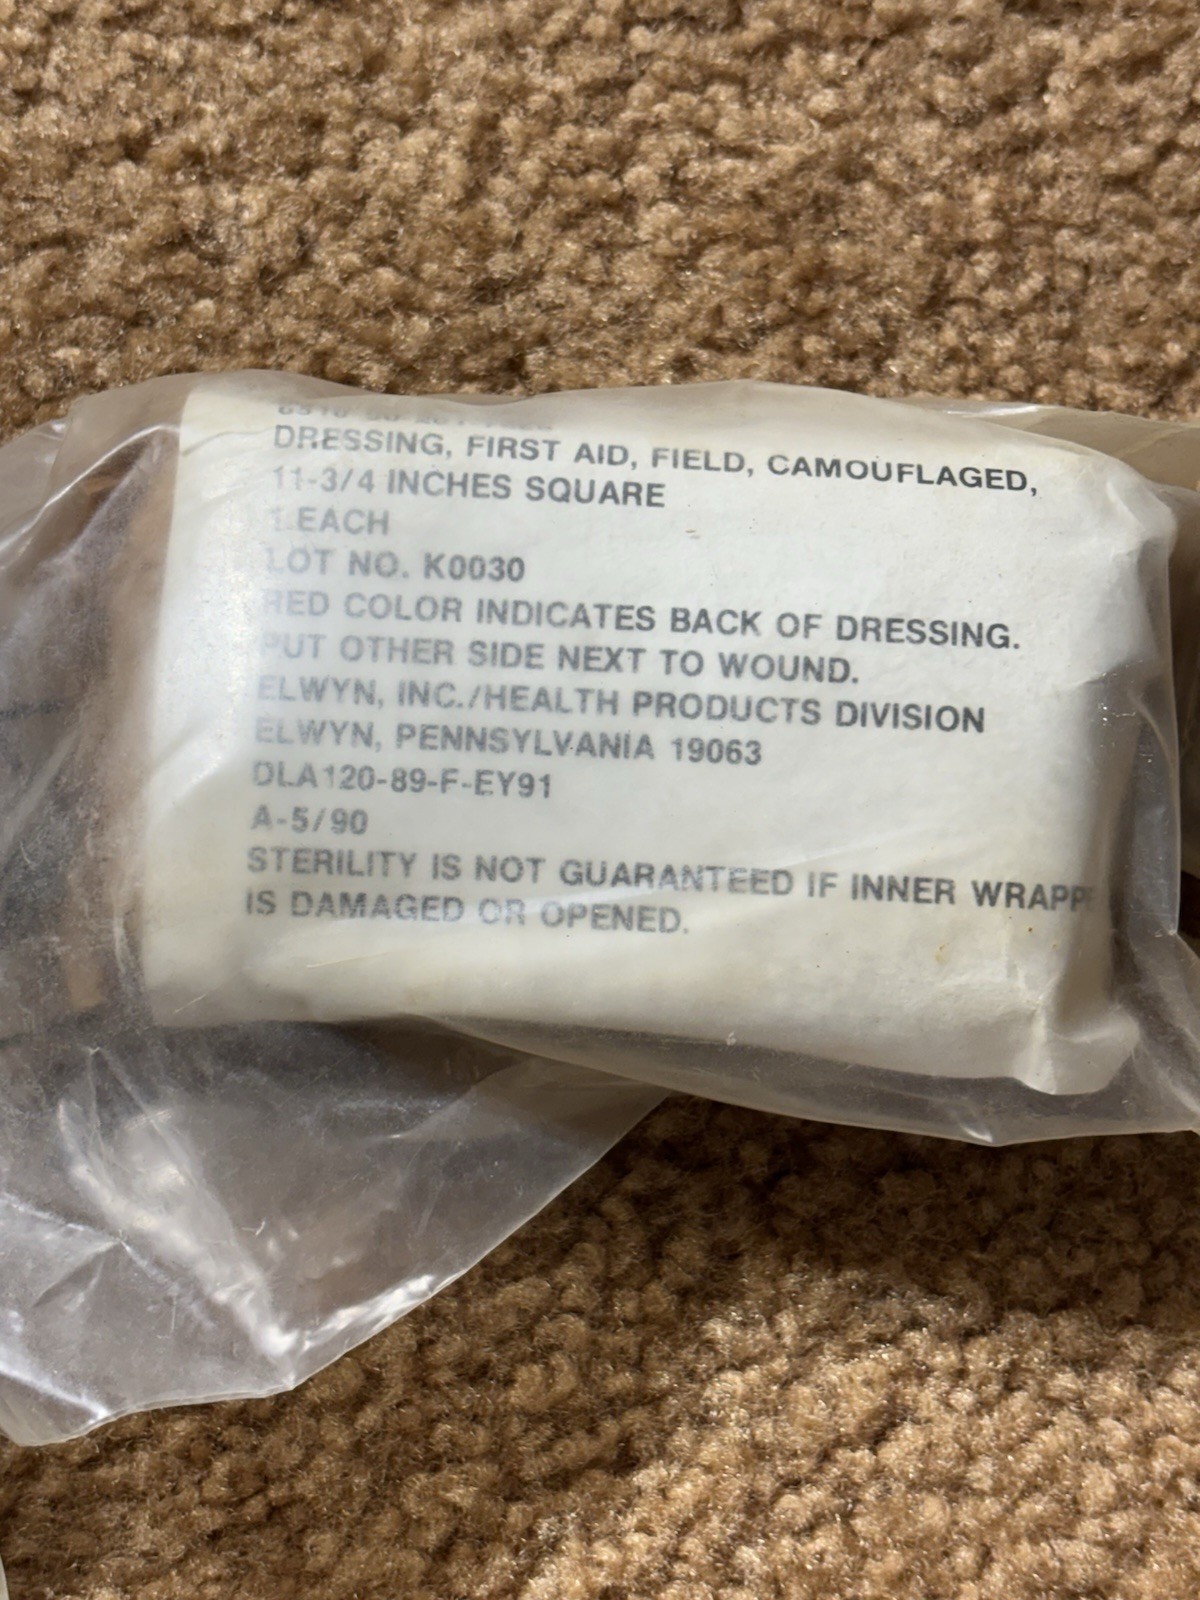 DRESSING, FIRST AID, FIELD, CAMOUFLAGED,
11-3/4 INCHES SQUARE
1 EACH
LOT NO. K0030
RED COLOR INDICATES BACK OF DRESSING.
PUT OTHER SIDE NEXT TO WOUND.
ELWYN, INC./HEALTH PRODUCTS DIVISION
ELWYN, PENNSYLVANIA 19063
DLA120-89-F-EY91
A-5/90
STERILITY IS NOT GUARANTEED IF INNER WRAPPE
IS DAMAGED OR OPENED.